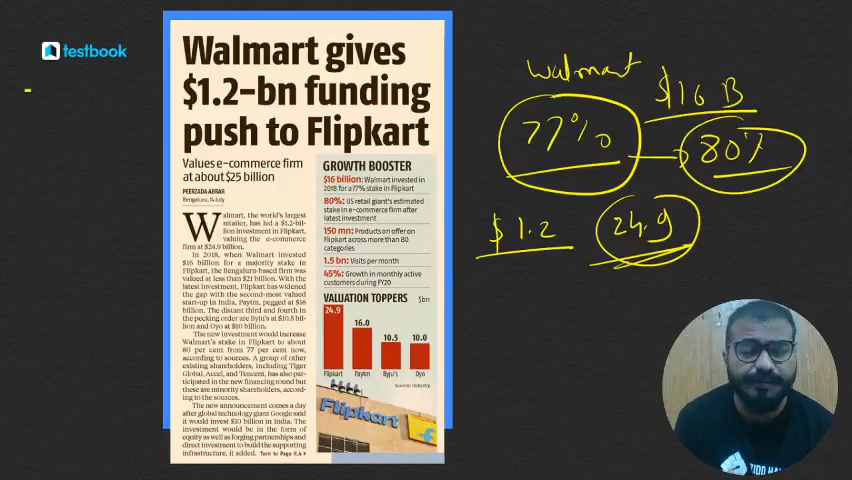 testbook
-
Walmart gives
$1.2-bn funding
push to Flipkart
Values e-commerce firm
at about $25 billion
PEERZADA ABRAR
Bengaluru, 14 July
Walmart, the world's largest
retailer, has led a $1.2-bil-
lion investment in Flipkart,
valuing the e-commerce
firm at $24.9 billion.
In 2018, when Walmart invested
$16 billion for a majority stake in
Flipkart, the Bengaluru-based firm was
valued at less than $21 billion. With the
latest investment, Flipkart has widened
the gap with the second-most valued
start-up in India, Paytm, pegged at $16
billion. The distant third and fourth
in the pecking order are Byju's at $10.5 bil-
lion and Oyo at $10 billion.
The new investment would increase
Walmart's stake in Flipkart to about
80 per cent from 77 per cent now,
according to sources. A group of other
existing shareholders, including Tiger
Global, Accel, and Tencent, has also par-
ticipated in the new financing round but
these are minority shareholders, accord-
ing to the sources.
The new announcement comes a day
after global technology giant Google said
it would invest $10 billion in India. The
investment would be in the form of
equity as well as forging partnerships and
direct investment to build the supporting
infrastructure, it added. Turn to Page II,4
GROWTH BOOSTER
$16 billion: Walmart invested in
2018 for a 77% stake in Flipkart
80%: US retail giant's estimated
stake in e-commerce firm after
latest investment
150 mn: Products on offer on
Flipkart across more than 80
categories
1.5 bn: Visits per month
45%: Growth in monthly active
customers during FY20
VALUATION TOPPERS $bn
24.9
16.0
10.5
10.0
Flipkart Paytm Byju's Oyo
Source: Industry
Flipkart
Walmart
$16 B
77%
80%
$1.2 24.9